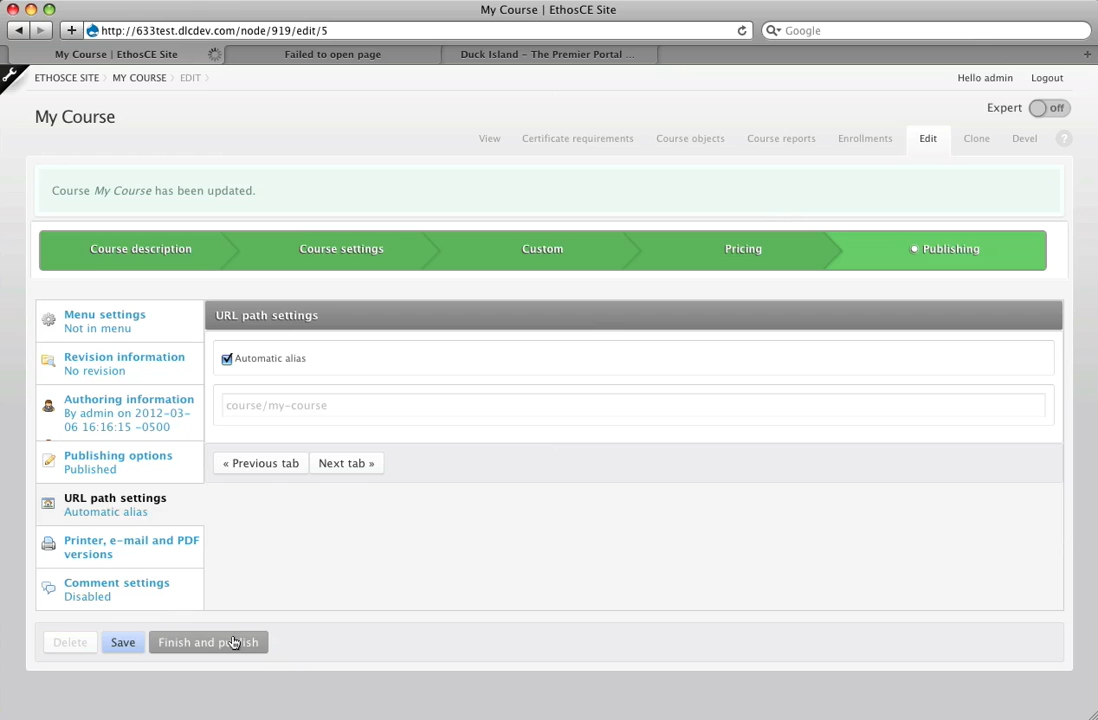 My Course | EthosCE Site
http://633test.dlcdev.com/node/919/edit/5
Google
My Course | EthosCE Site
Failed to open page
Duck Island – The Premier Portal ...
ETHOSCE SITE
MY COURSE
EDIT
Hello admin
Logout
My Course
Expert
off
View
Certificate requirements
Course objects
Course reports
Enrollments
Edit
Clone
Devel
?
Course My Course has been updated.
Course description
Course settings
Custom
Pricing
Publishing
Menu settings
Not in menu
Revision information
No revision
Authoring information
By admin on 2012-03-
06 16:16:15 -0500
Publishing options
Published
URL path settings
Automatic alias
Printer, e-mail and PDF
versions
Comment settings
Disabled
URL path settings
Automatic alias
course/my-course
« Previous tab
Next tab »
Delete
Save
Finish and publish